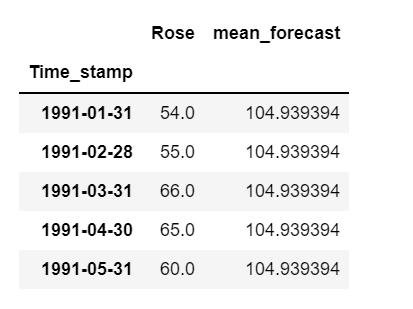 Rose mean_forecast
Time_stamp
1991-01-31 54.0 104.939394
1991-02-28 55.0 104.939394
1991-03-31 66.0 104.939394
1991-04-30 65.0 104.939394
1991-05-31 60.0 104.939394